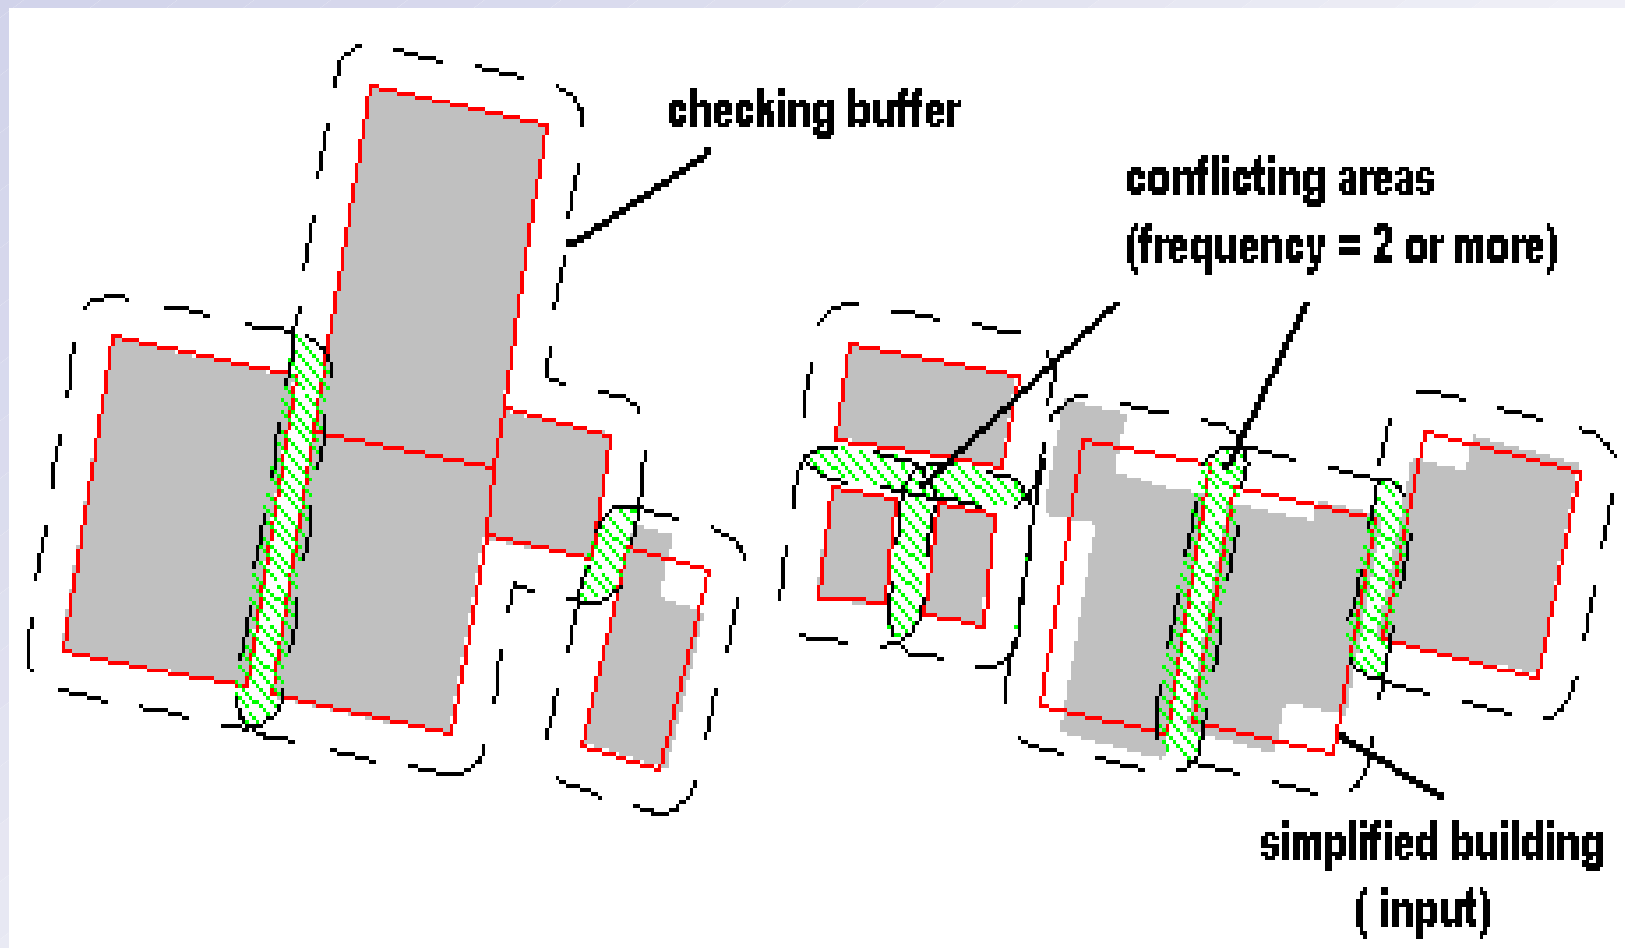 checking buffer
conflicting areas
(frequency = 2 or more)
simplified building
( input)